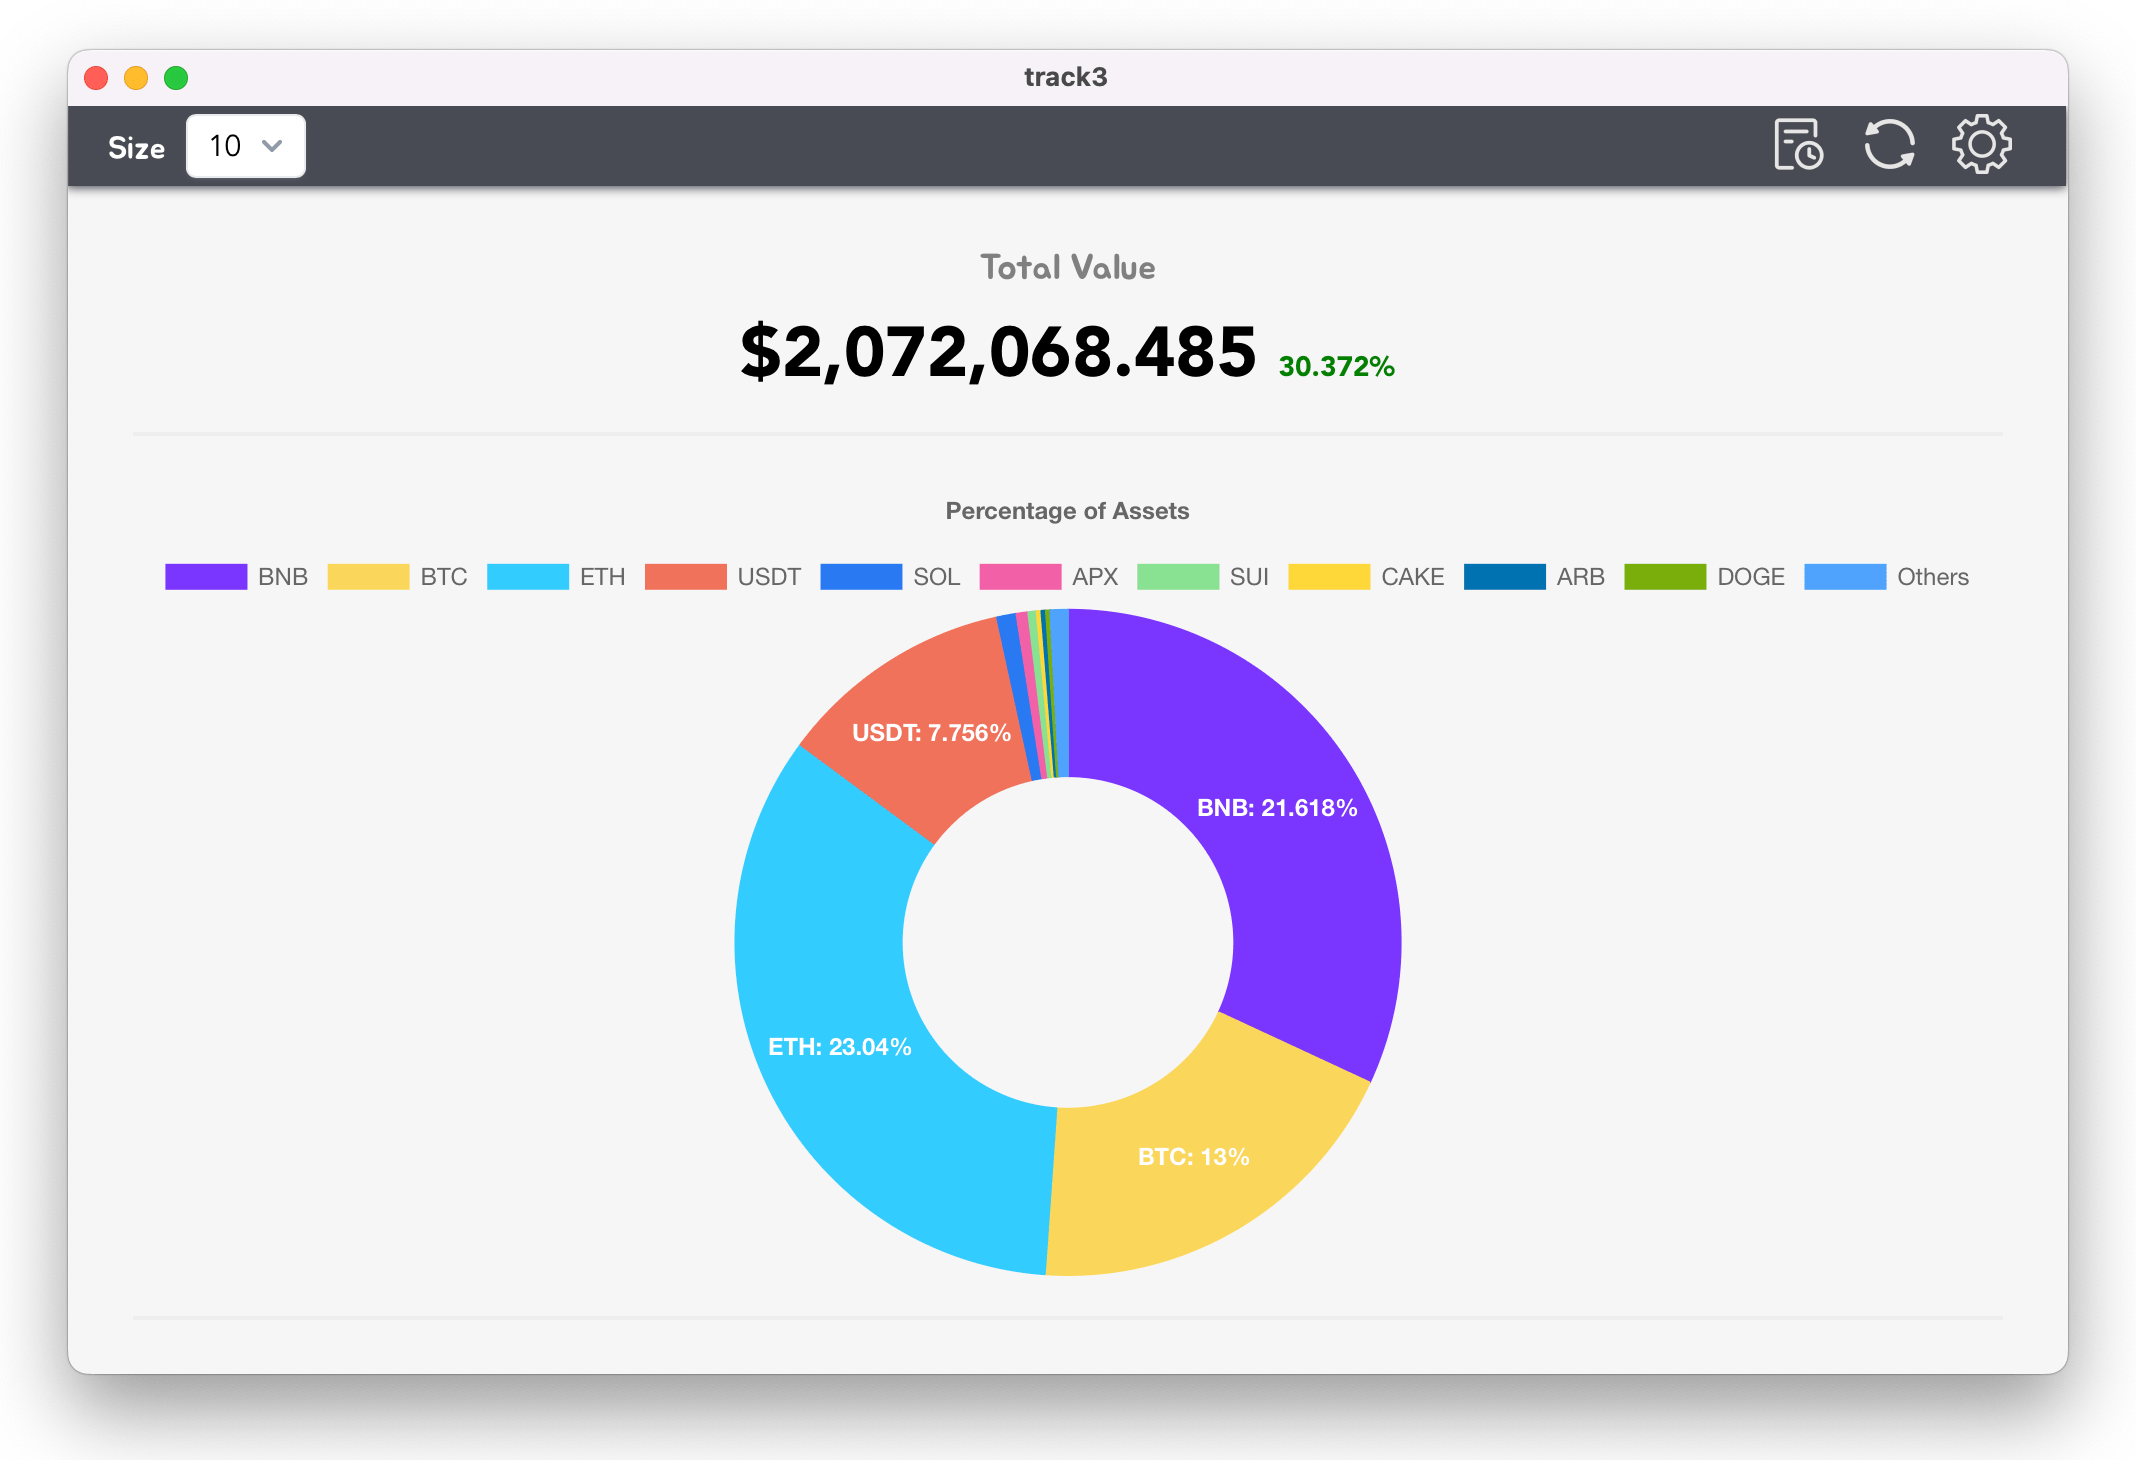 track3
Size 10
Total Value
$2,072,068.485 30.372%
Percentage of Assets
BNB BTC ETH USDT SOL APX SUI CAKE ARB DOGE Others
USDT: 7.756%
BNB: 21.618%
ETH: 23.04%
BTC: 13%